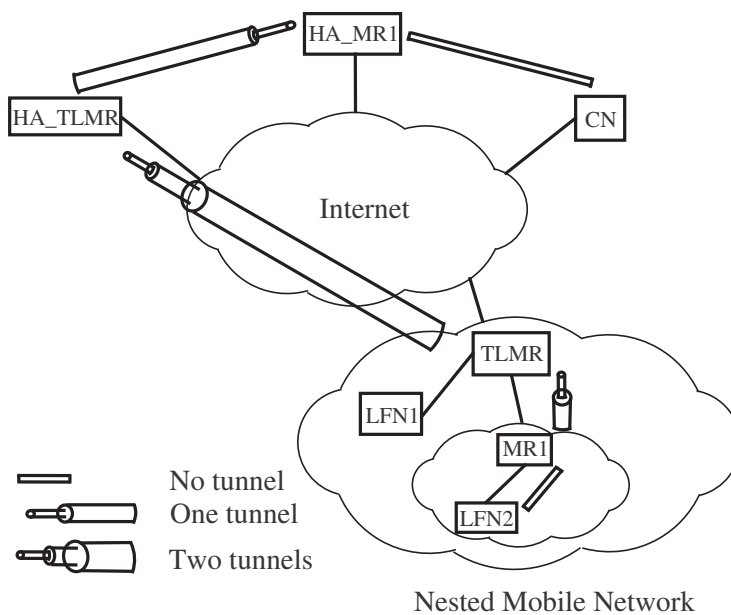 HA_MR1
HA_TLMR
CN
Internet
TLMR
LFN1
MR1
LFN2
No tunnel
One tunnel
Two tunnels
Nested Mobile Network